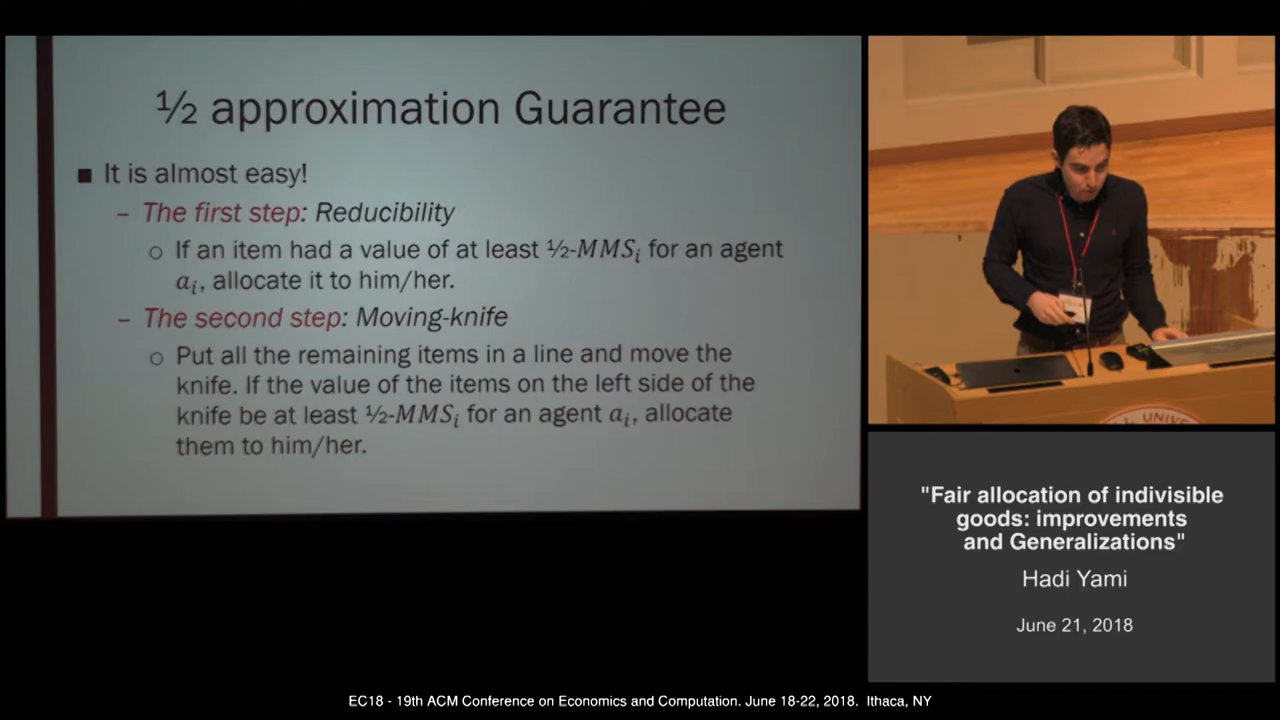 ½ approximation Guarantee
■ It is almost easy!
– The first step: Reducibility
○ If an item had a value of at least ½-MMSᵢ for an agent
aᵢ, allocate it to him/her.
– The second step: Moving-knife
○ Put all the remaining items in a line and move the
knife. If the value of the items on the left side of the
knife be at least ½-MMSᵢ for an agent aᵢ, allocate
them to him/her.
L UNIVER
"Fair allocation of indivisible
goods: improvements
and Generalizations"
Hadi Yami
June 21, 2018
EC18 - 19th ACM Conference on Economics and Computation. June 18-22, 2018. Ithaca, NY